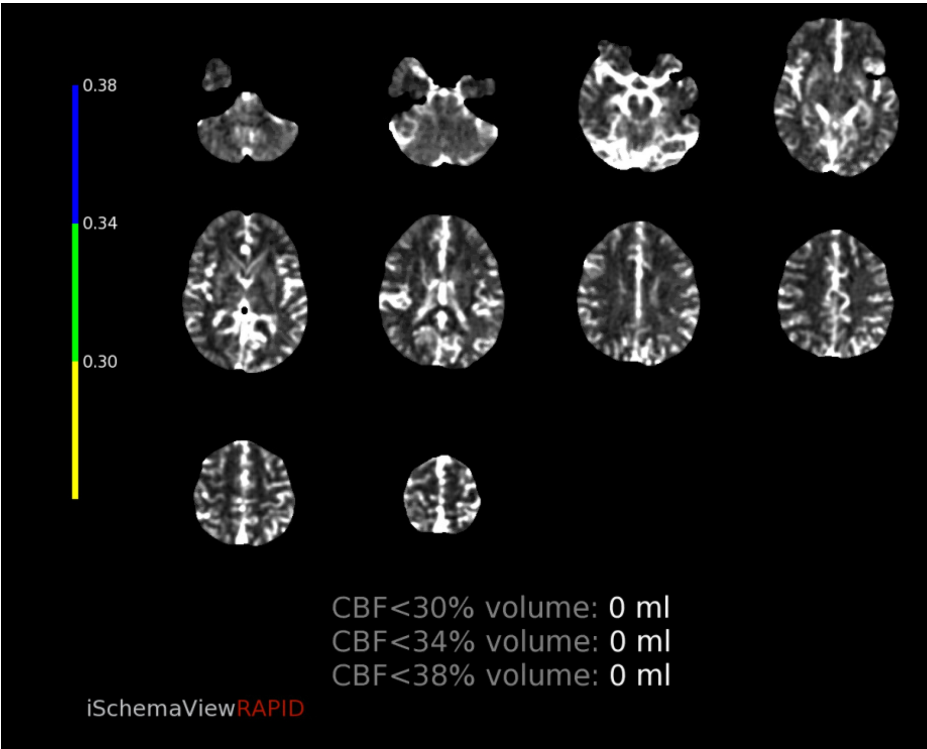 0.38
0.34
0.30
CBF<30% volume: 0 ml
CBF<34% volume: 0 ml
CBF<38% volume: 0 ml
iSchemaViewRAPID